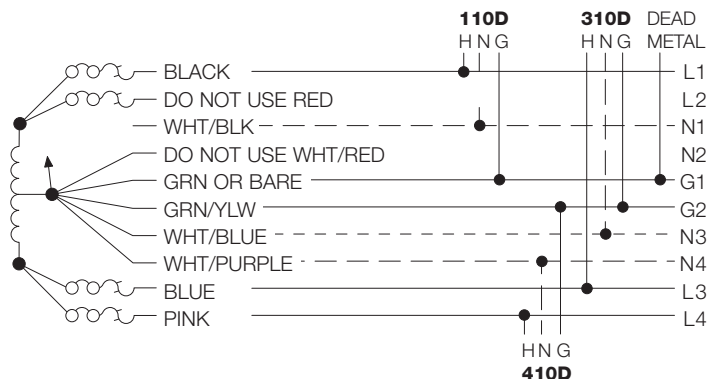 110D 310D DEAD
H N G H N G METAL
BLACK L1
DO NOT USE RED L2
WHT/BLK N1
DO NOT USE WHT/RED N2
GRN OR BARE G1
GRN/YLW G2
WHT/BLUE N3
WHT/PURPLE N4
BLUE L3
PINK L4
H N G
410D